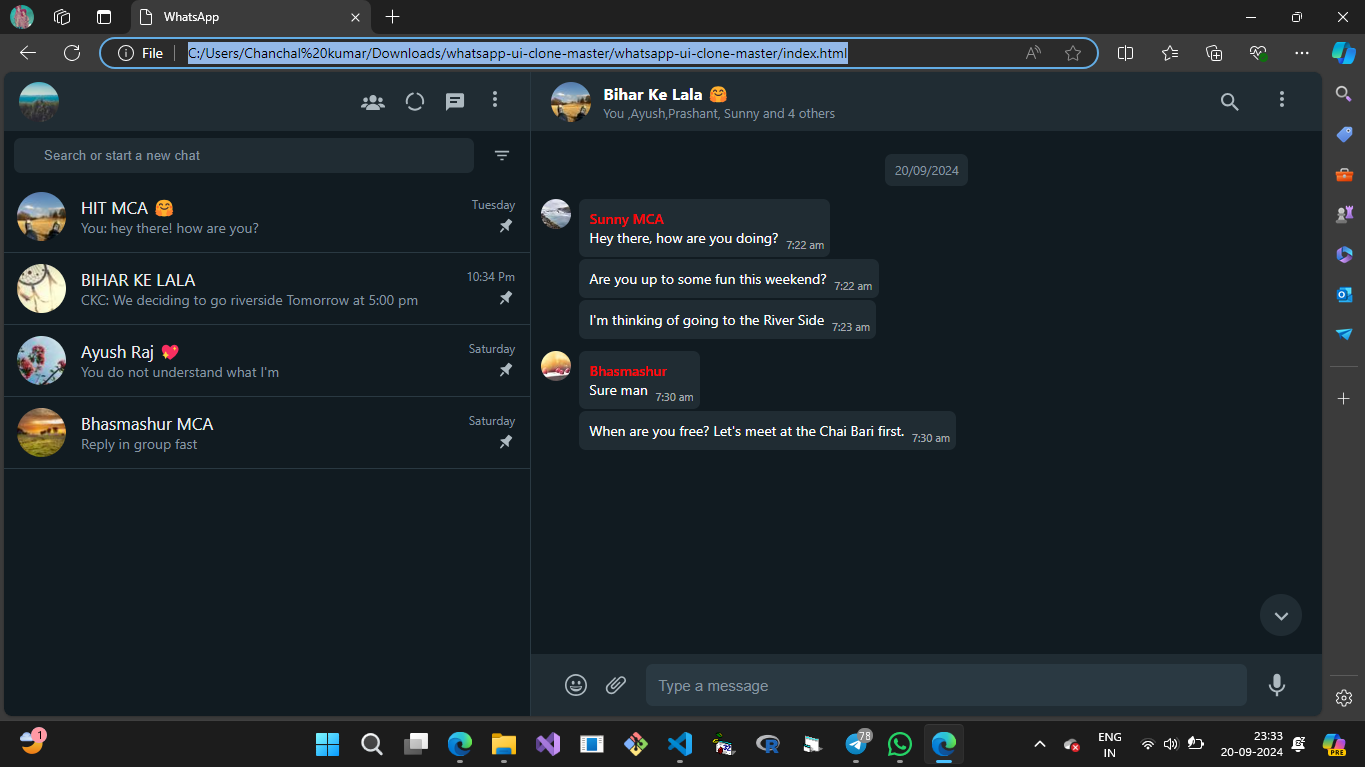 WhatsApp
File
C:/Users/Chanchal%20kumar/Downloads/whatsapp-ui-clone-master/whatsapp-ui-clone-master/index.html
Search or start a new chat
HIT MCA 🤗
Tuesday
You: hey there! how are you?
BIHAR KE LALA
10:34 Pm
CKC: We deciding to go riverside Tomorrow at 5:00 pm
Ayush Raj 💖
Saturday
You do not understand what I'm
Bhasmashur MCA
Saturday
Reply in group fast
Bihar Ke Lala 🤗
You ,Ayush,Prashant, Sunny and 4 others
20/09/2024
Sunny MCA
Hey there, how are you doing? 7:22 am
Are you up to some fun this weekend? 7:22 am
I'm thinking of going to the River Side 7:23 am
Bhasmashur
Sure man 7:30 am
When are you free? Let's meet at the Chai Bari first. 7:30 am
Type a message
1
78
ENG
IN
23:33
20-09-2024
PRE